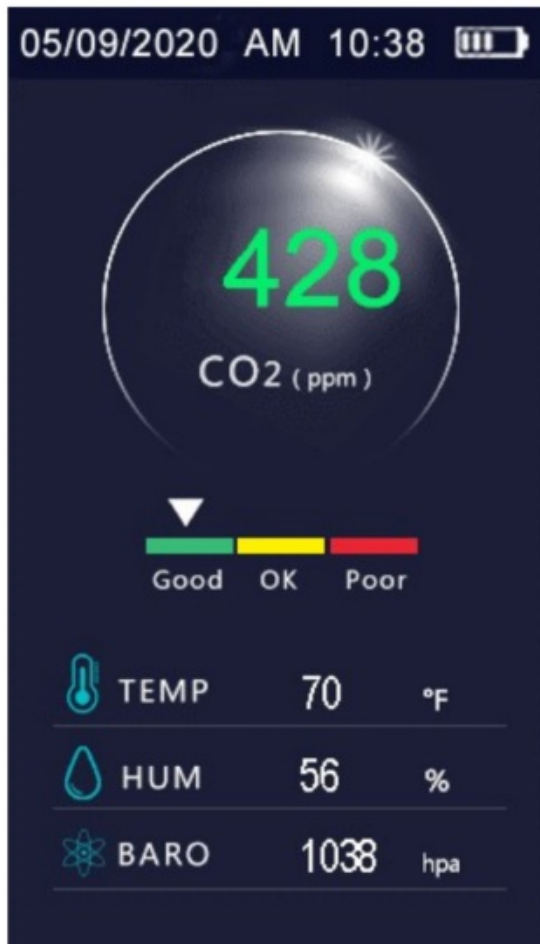 05/09/2020 AM 10:38
428
CO2 (ppm)
Good OK Poor
TEMP 70 °F
HUM 56 %
BARO 1038 hpa